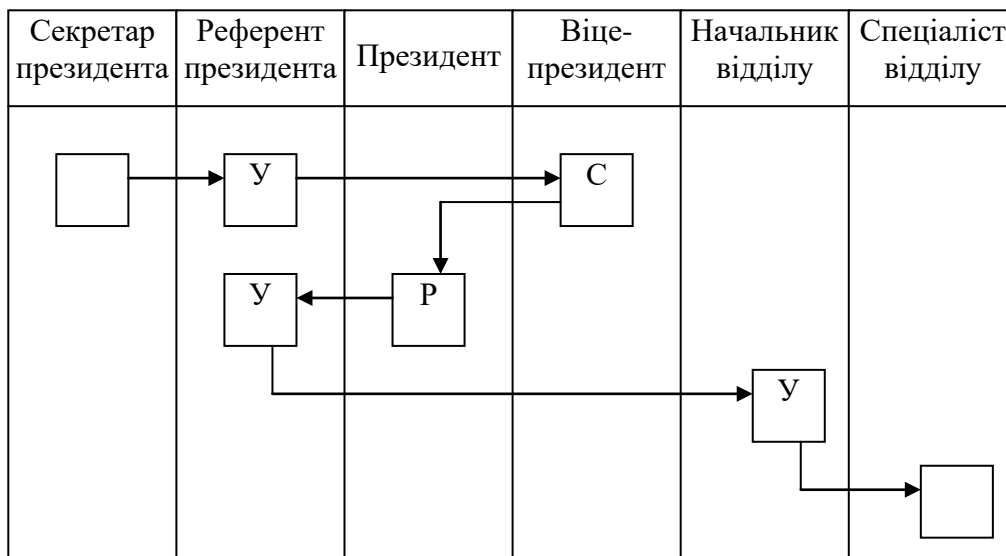 Секретар
президента
Референт
президента
Президент
Віце-
президент
Начальник
відділу
Спеціаліст
відділу
У
С
У
Р
У